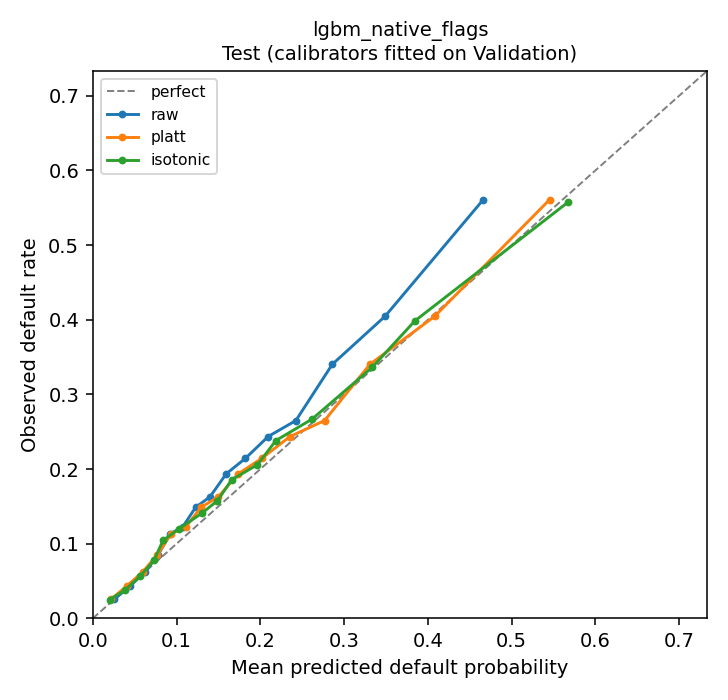 lgbm_native_flags
Test (calibrators fitted on Validation)
perfect
raw
platt
isotonic
0.7
0.6
0.5
0.4
0.3
0.2
0.1
0.0
Observed default rate
0.0 0.1 0.2 0.3 0.4 0.5 0.6 0.7
Mean predicted default probability